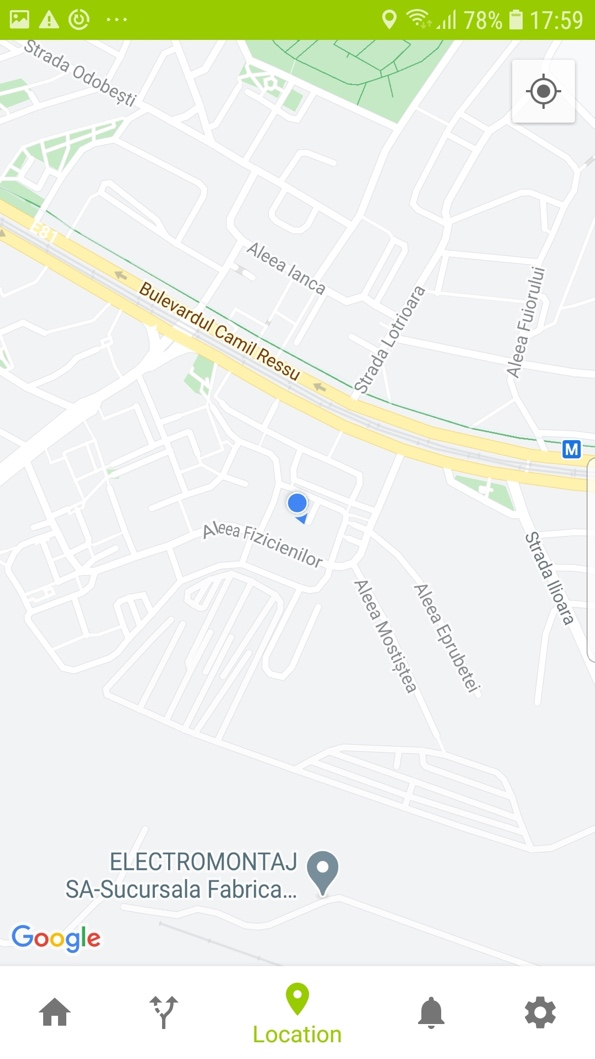 78% 17:59
Strada Odobești
E81
Aleea Ianca
Bulevardul Camil Ressu
Strada Lotrioara
Aleea Fuiorului
M
Aleea Fizicienilor
Strada Ilioara
Aleea Mostiștea
Aleea Eprubetei
ELECTROMONTAJ
SA-Sucursala Fabrica...
Google
Location